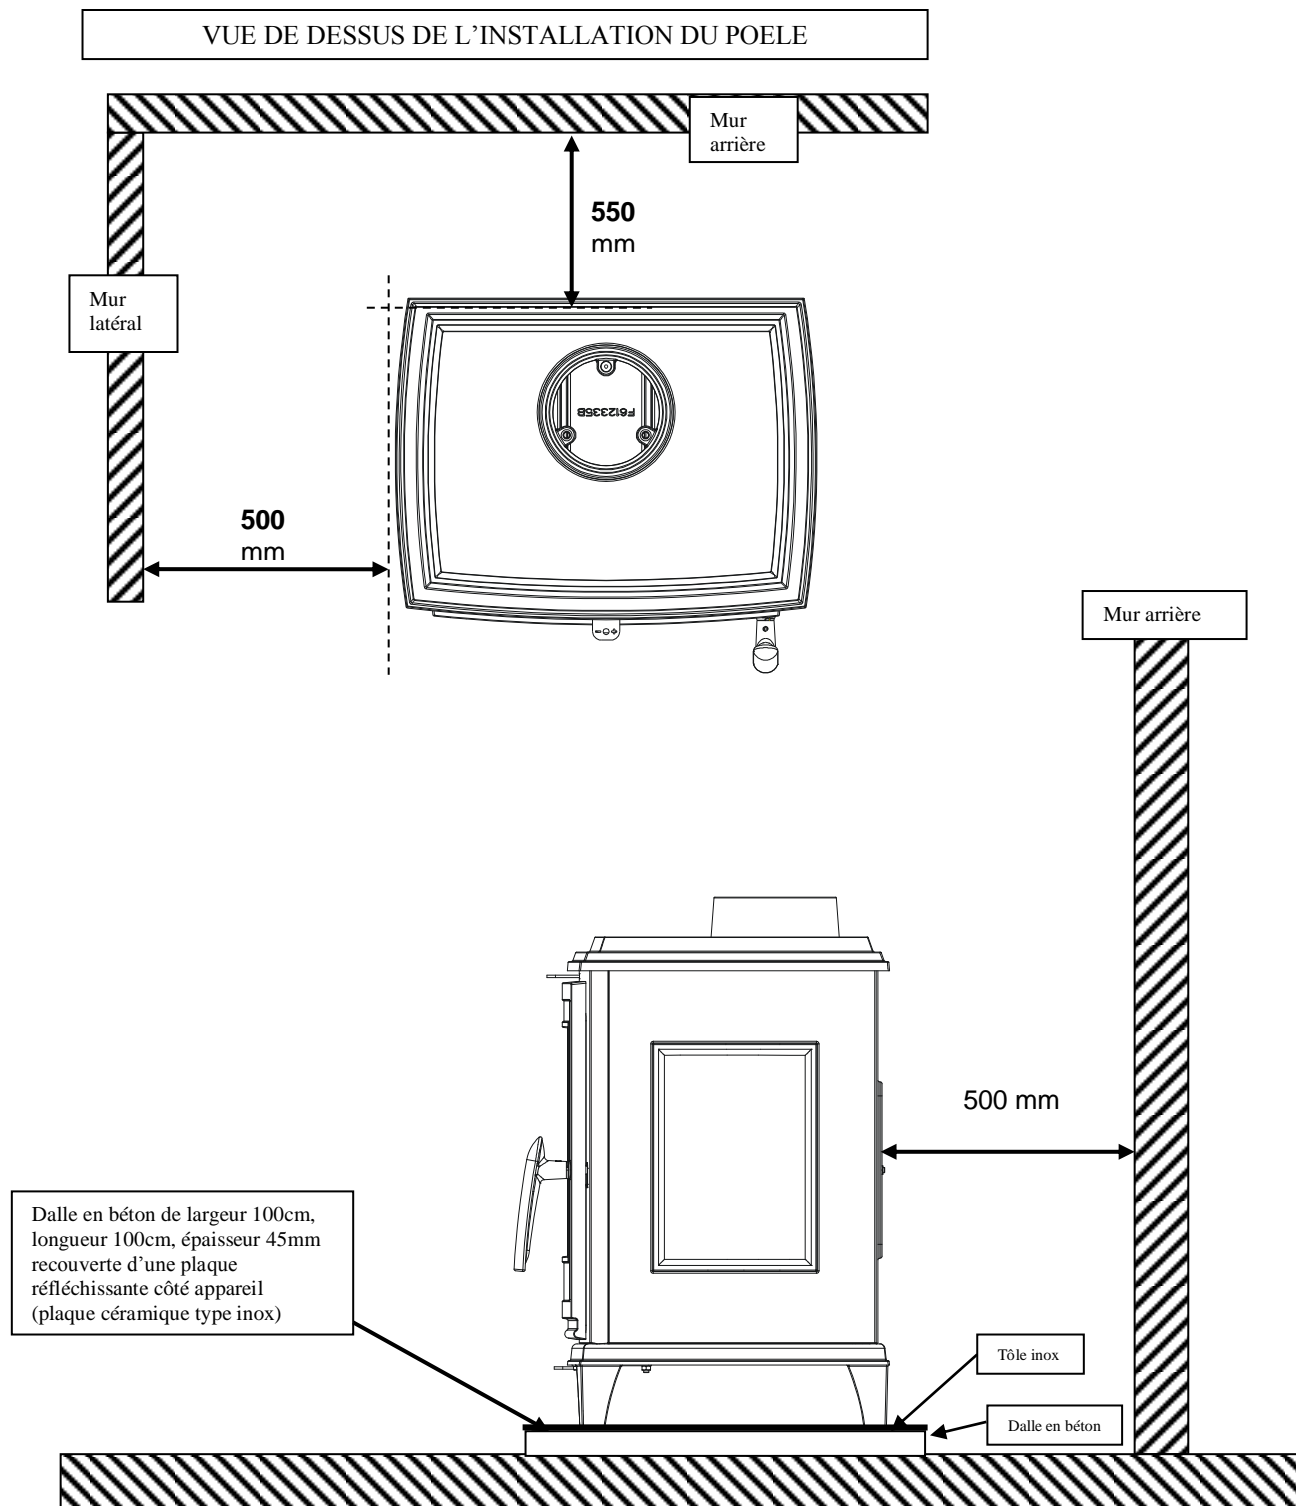 VUE DE DESSUS DE L’INSTALLATION DU POELE
Mur
arrière
550
mm
Mur
latéral
F612335B
500
mm
Mur arrière
500 mm
Dalle en béton de largeur 100cm,
longueur 100cm, épaisseur 45mm
recouverte d’une plaque
réfléchissante côté appareil
(plaque céramique type inox)
Tôle inox
Dalle en béton